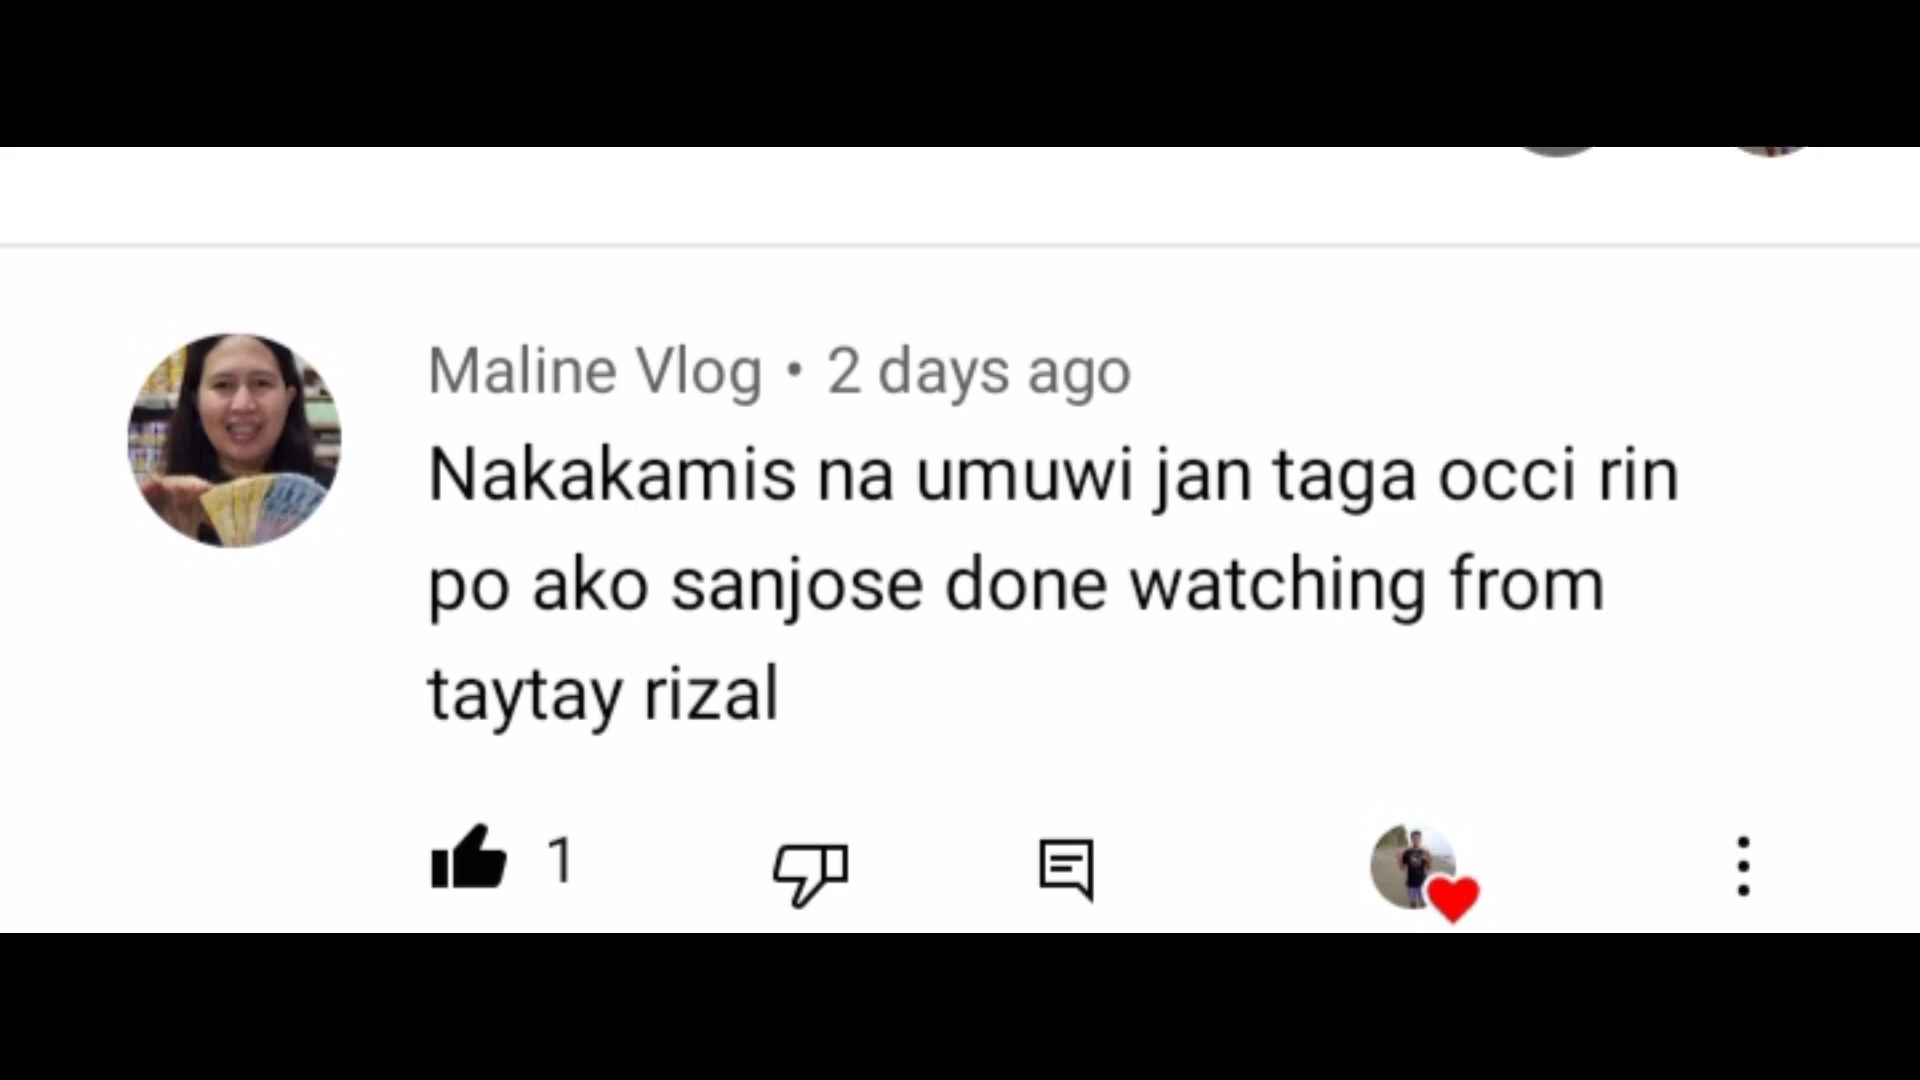 Maline Vlog • 2 days ago
Nakakamis na umuwi jan taga occi rin
po ako sanjose done watching from
taytay rizal
1